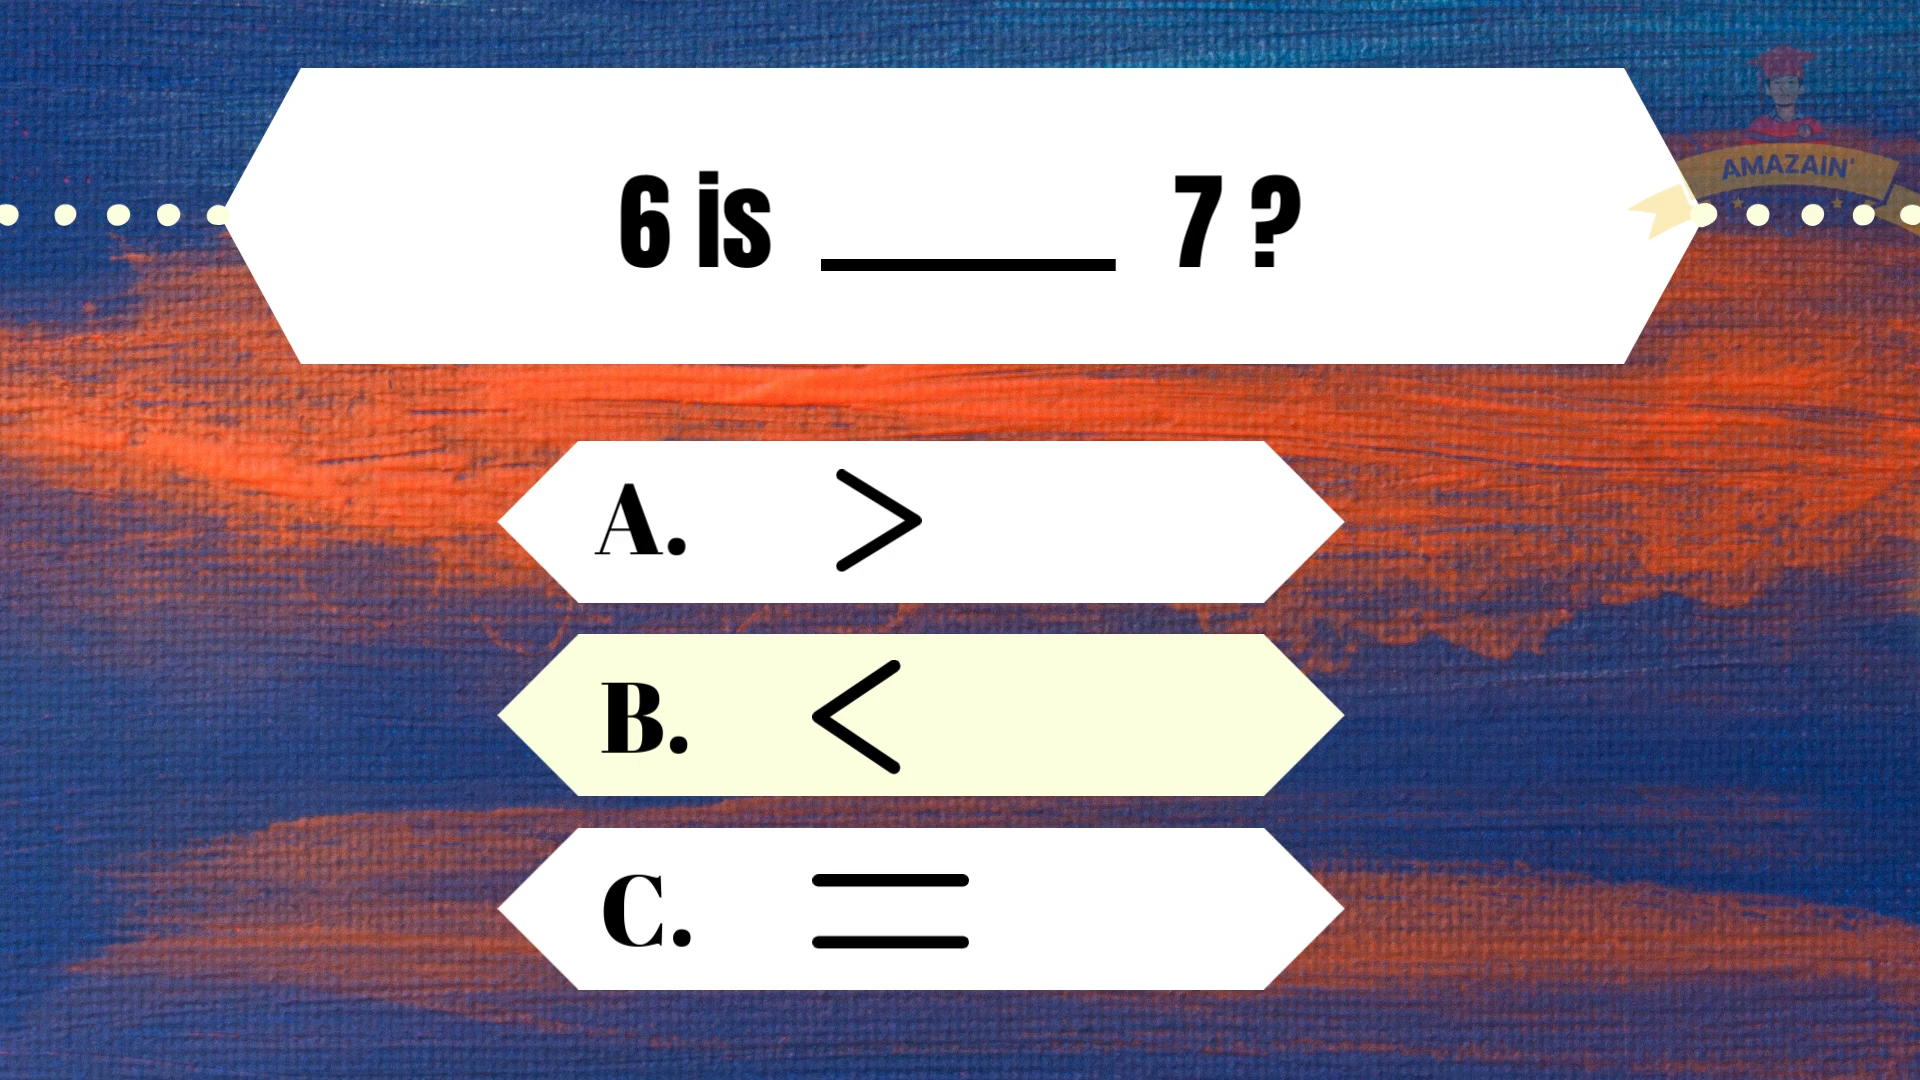 AMAZAIN'
6 is ______ 7 ?
A. >
B. <
C. =